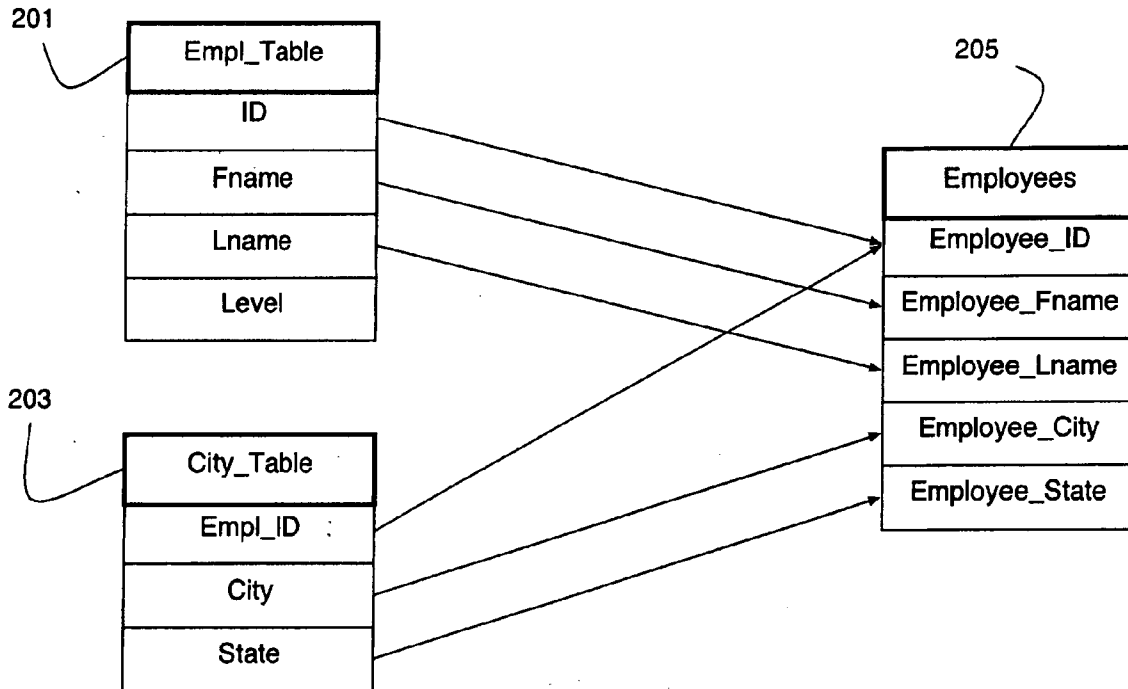 201
Empl_Table
ID
Fname
Lname
Level
203
City_Table
Empl_ID :
City
State
205
Employees
Employee_ID
Employee_Fname
Employee_Lname
Employee_City
Employee_State